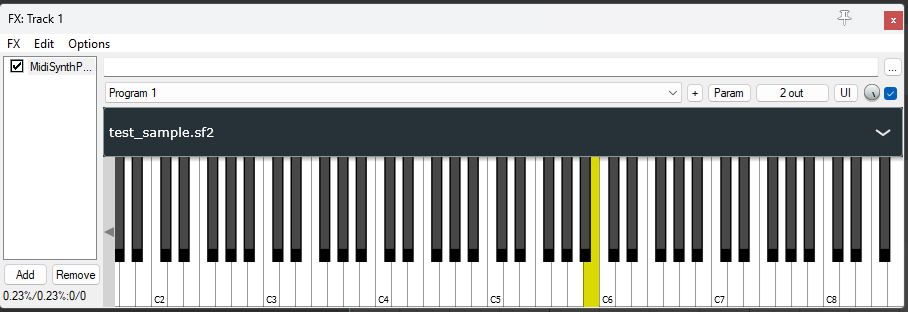 FX: Track 1
x
FX Edit Options
MidiSynthP...
...
Program 1 + Param 2 out UI
test_sample.sf2
C2 C3 C4 C5 C6 C7 C8
Add Remove
0.23%/0.23%:0/0